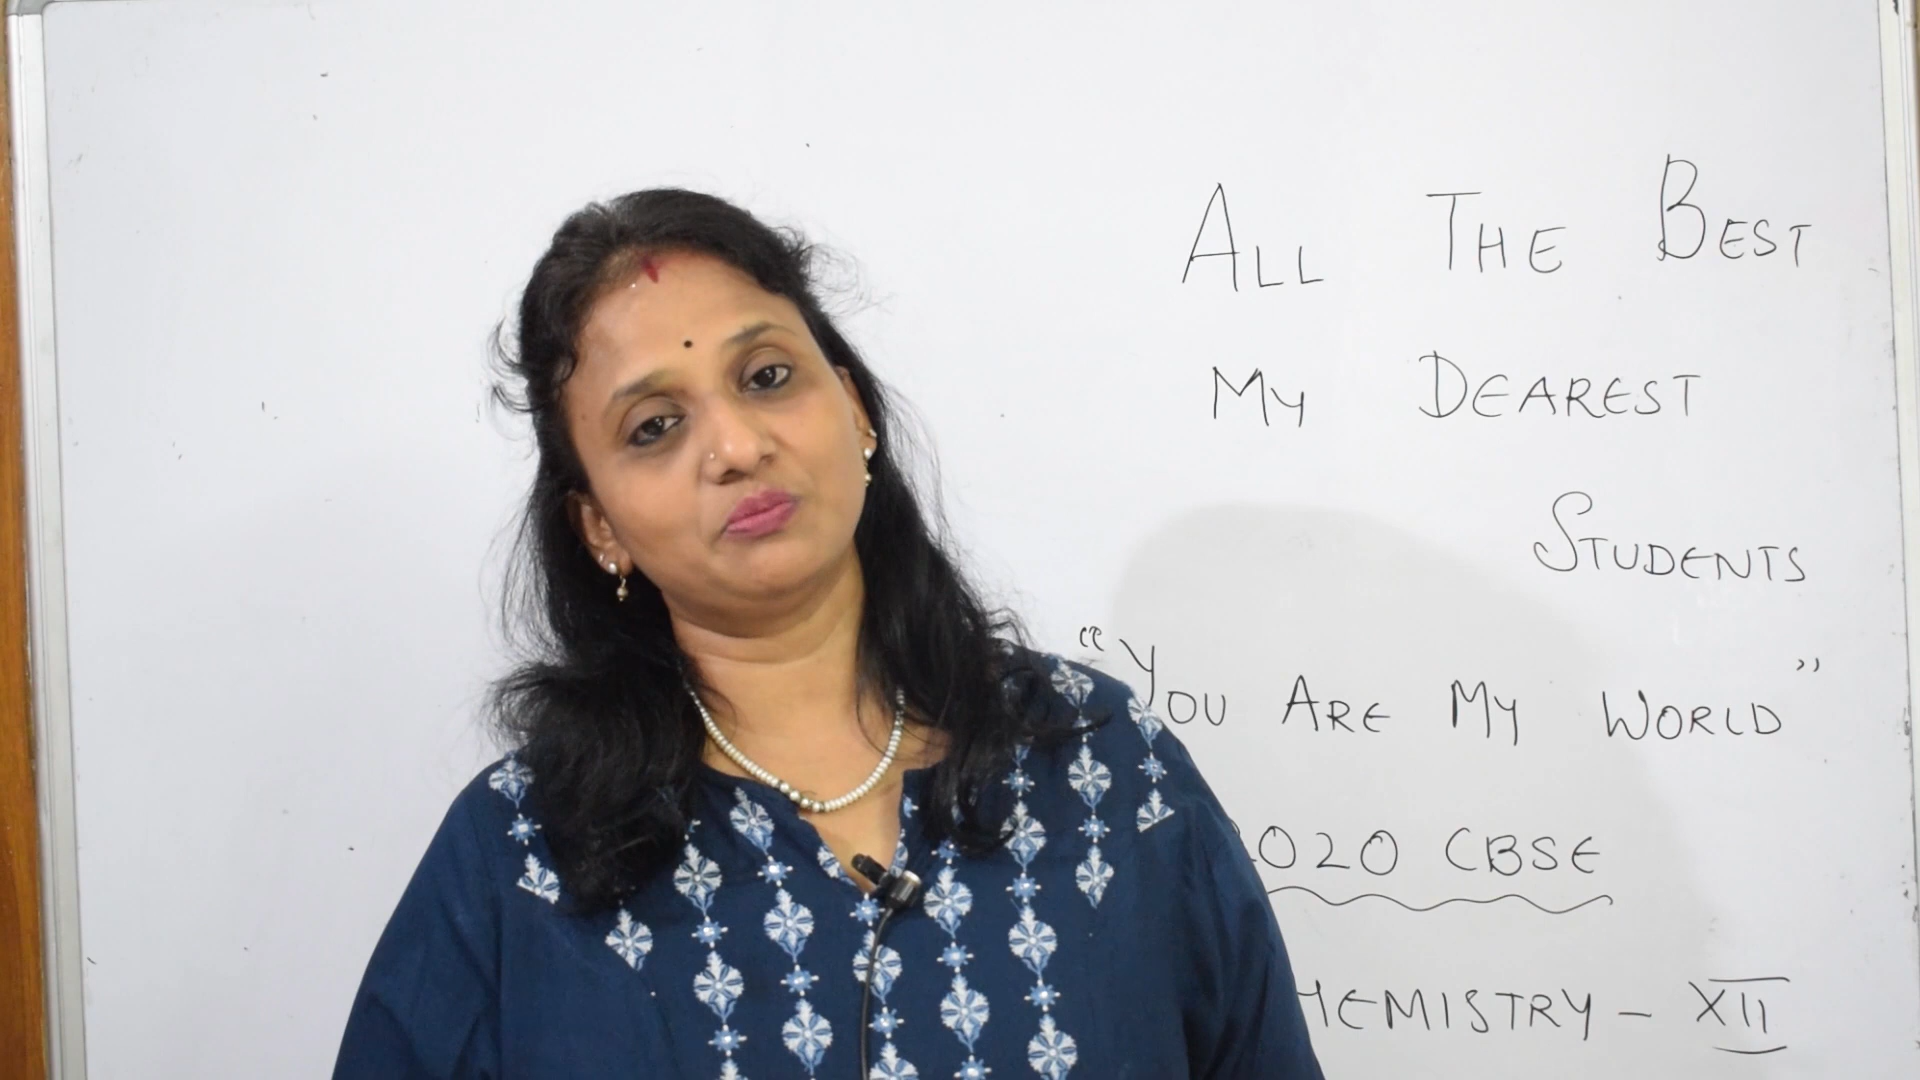 ALL THE BEST
MY DEAREST
STUDENTS
"YOU ARE MY WORLD"
2020 CBSE
HEMISTRY - XII